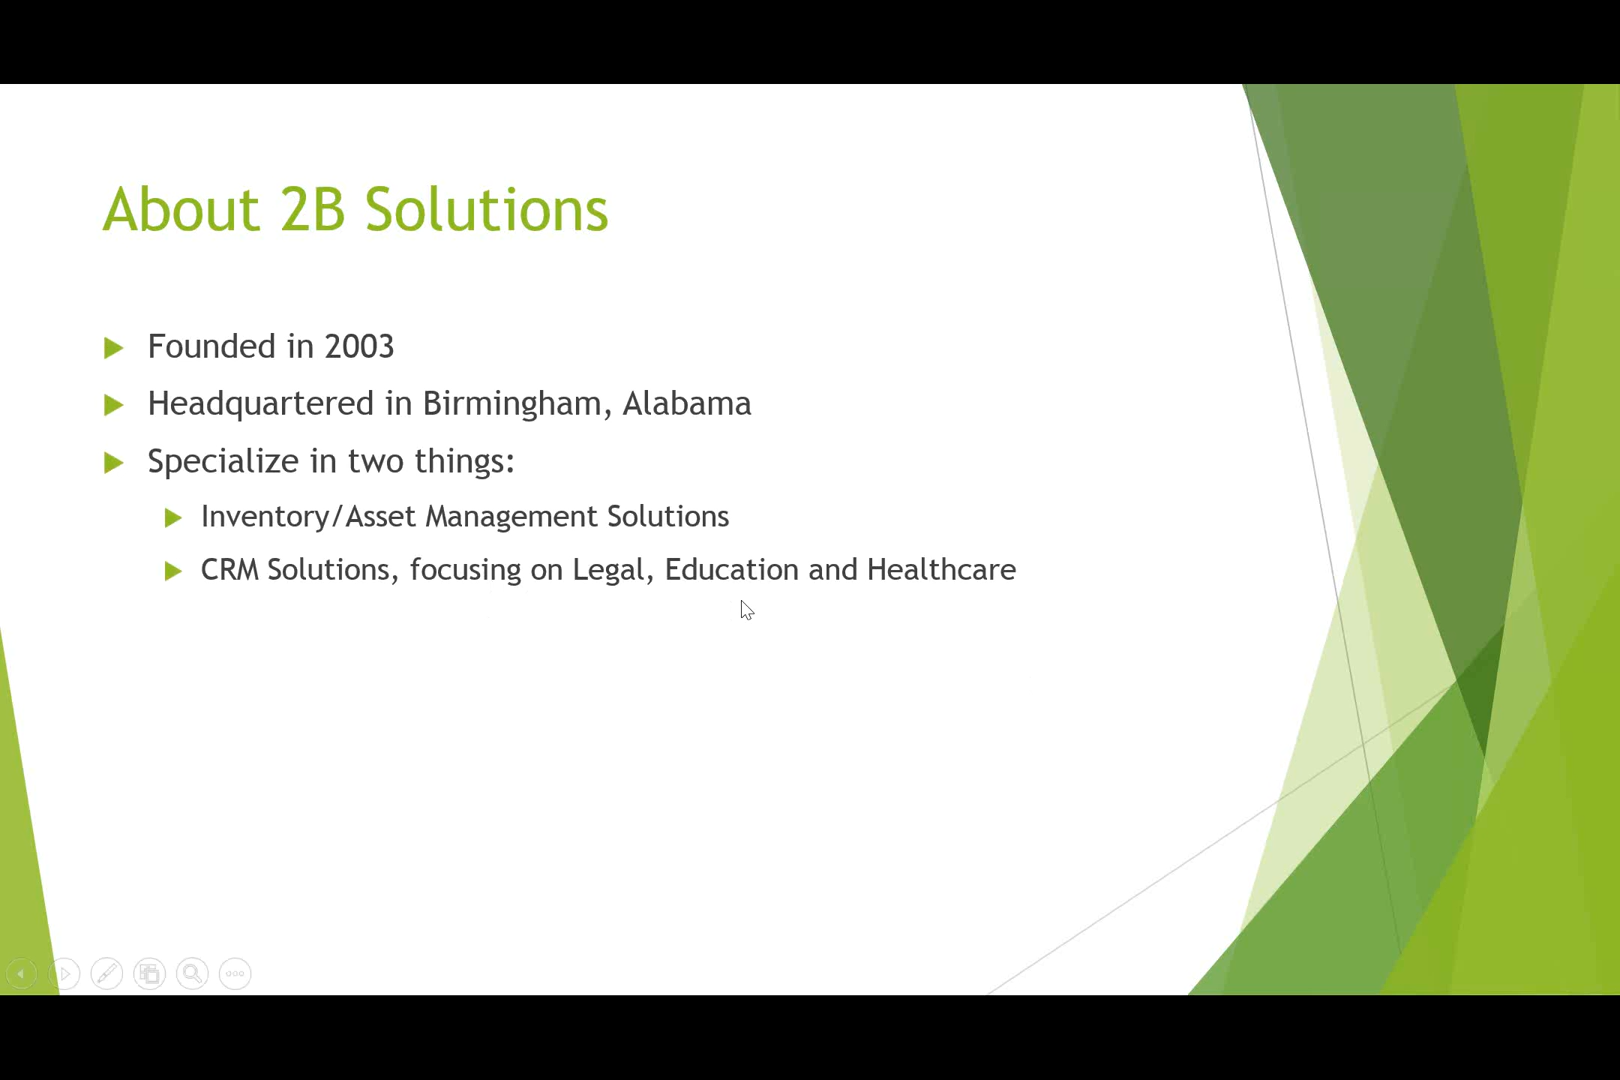 About 2B Solutions
Founded in 2003
Headquartered in Birmingham, Alabama
Specialize in two things:
Inventory/Asset Management Solutions
CRM Solutions, focusing on Legal, Education and Healthcare